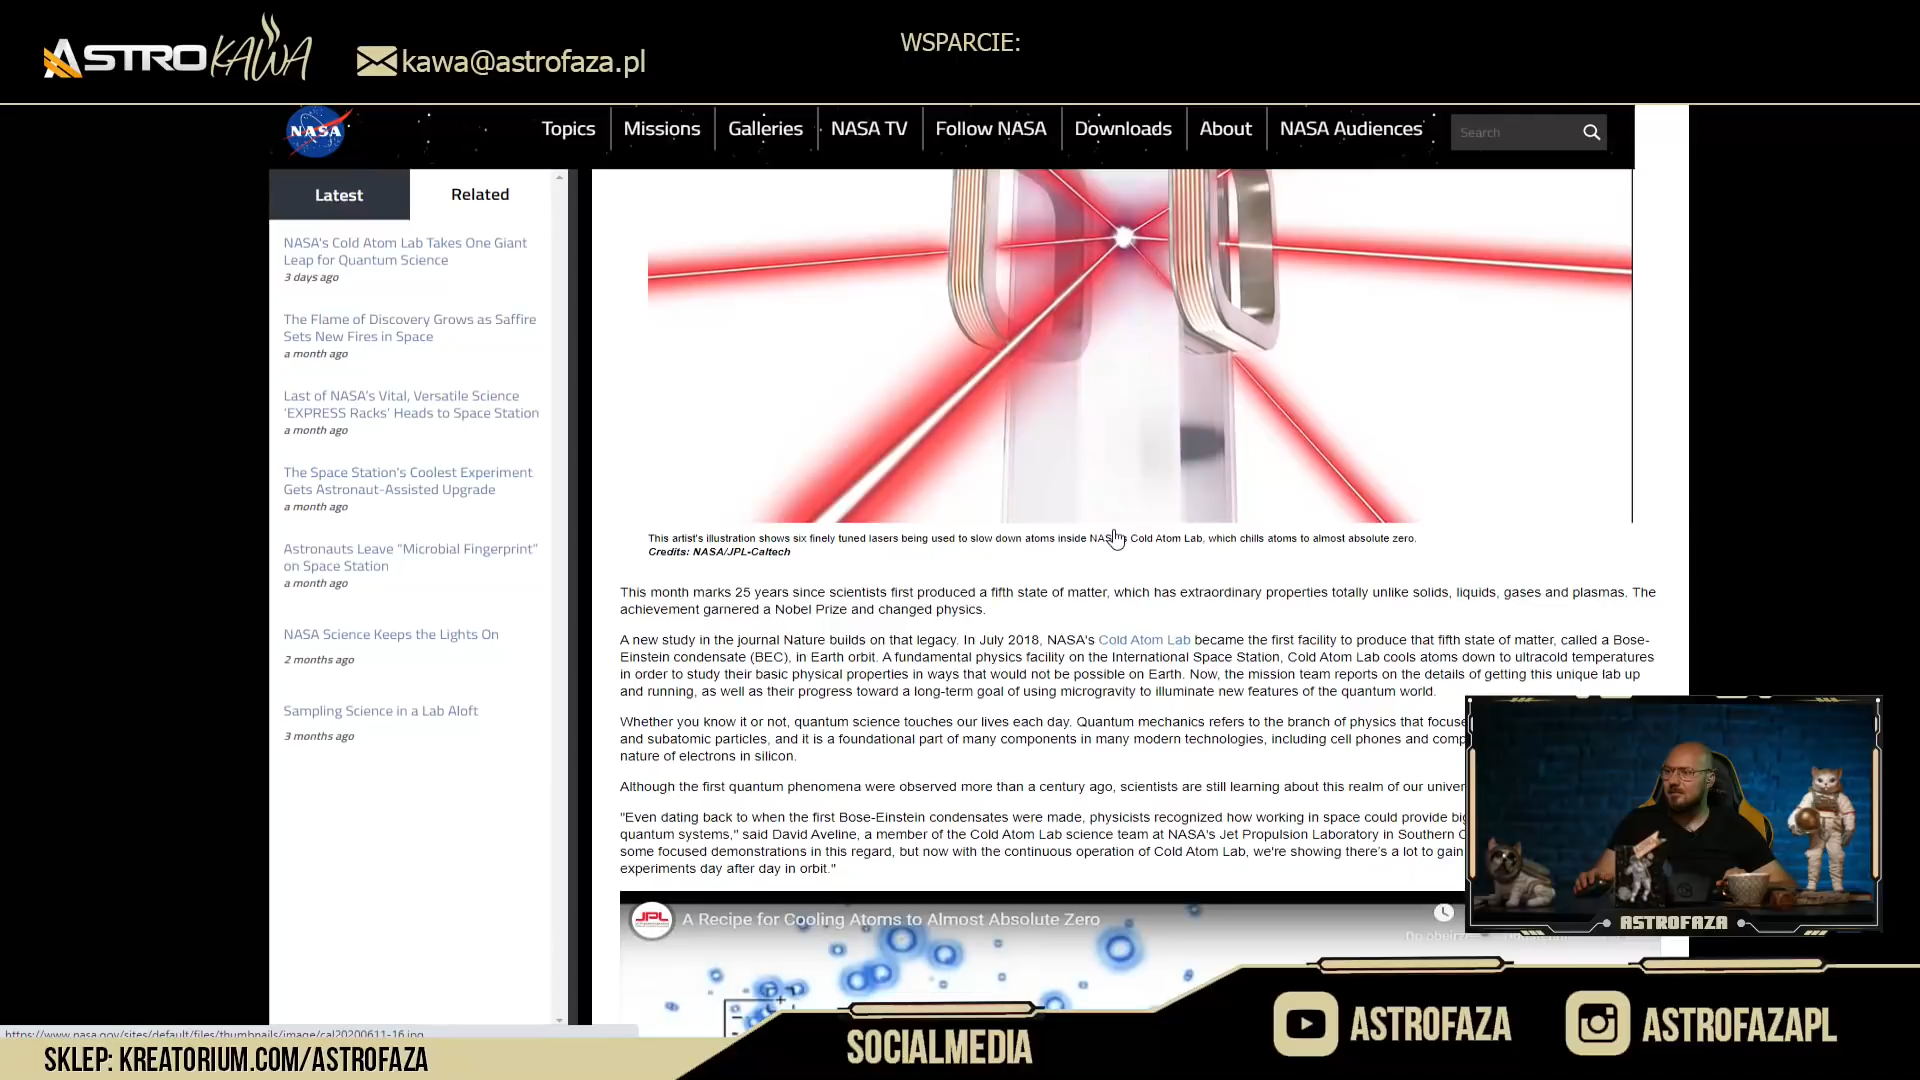 ASTRO KAWA
kawa@astrofaza.pl
WSPARCIE:
NASA
Topics
Missions
Galleries
NASA TV
Follow NASA
Downloads
About
NASA Audiences
Search
Latest
Related
NASA's Cold Atom Lab Takes One Giant
Leap for Quantum Science
3 days ago
The Flame of Discovery Grows as Saffire
Sets New Fires in Space
a month ago
Last of NASA's Vital, Versatile Science
'EXPRESS Racks' Heads to Space Station
a month ago
The Space Station's Coolest Experiment
Gets Astronaut-Assisted Upgrade
a month ago
Astronauts Leave "Microbial Fingerprint"
on Space Station
a month ago
NASA Science Keeps the Lights On
2 months ago
Sampling Science in a Lab Aloft
3 months ago
This artist's illustration shows six finely tuned lasers being used to slow down atoms inside NASA's Cold Atom Lab, which chills atoms to almost absolute zero.
Credits: NASA/JPL-Caltech
This month marks 25 years since scientists first produced a fifth state of matter, which has extraordinary properties totally unlike solids, liquids, gases and plasmas. The
achievement garnered a Nobel Prize and changed physics.
A new study in the journal Nature builds on that legacy. In July 2018, NASA's Cold Atom Lab became the first facility to produce that fifth state of matter, called a Bose-
Einstein condensate (BEC), in Earth orbit. A fundamental physics facility on the International Space Station, Cold Atom Lab cools atoms down to ultracold temperatures
in order to study their basic physical properties in ways that would not be possible on Earth. Now, the mission team reports on the details of getting this unique lab up
and running, as well as their progress toward a long-term goal of using microgravity to illuminate new features of the quantum world.
Whether you know it or not, quantum science touches our lives each day. Quantum mechanics refers to the branch of physics that focuse
and subatomic particles, and it is a foundational part of many components in many modern technologies, including cell phones and comp
nature of electrons in silicon.
Although the first quantum phenomena were observed more than a century ago, scientists are still learning about this realm of our univer
"Even dating back to when the first Bose-Einstein condensates were made, physicists recognized how working in space could provide big
quantum systems," said David Aveline, a member of the Cold Atom Lab science team at NASA's Jet Propulsion Laboratory in Southern C
some focused demonstrations in this regard, but now with the continuous operation of Cold Atom Lab, we're showing there's a lot to gain
experiments day after day in orbit."
JPL
A Recipe for Cooling Atoms to Almost Absolute Zero
ASTROFAZA
https://www.nasa.gov/sites/default/files/thumbnails/image/cal20200611-16.jpg
SKLEP: KREATORIUM.COM/ASTROFAZA
SOCIALMEDIA
ASTROFAZA
ASTROFAZAPL